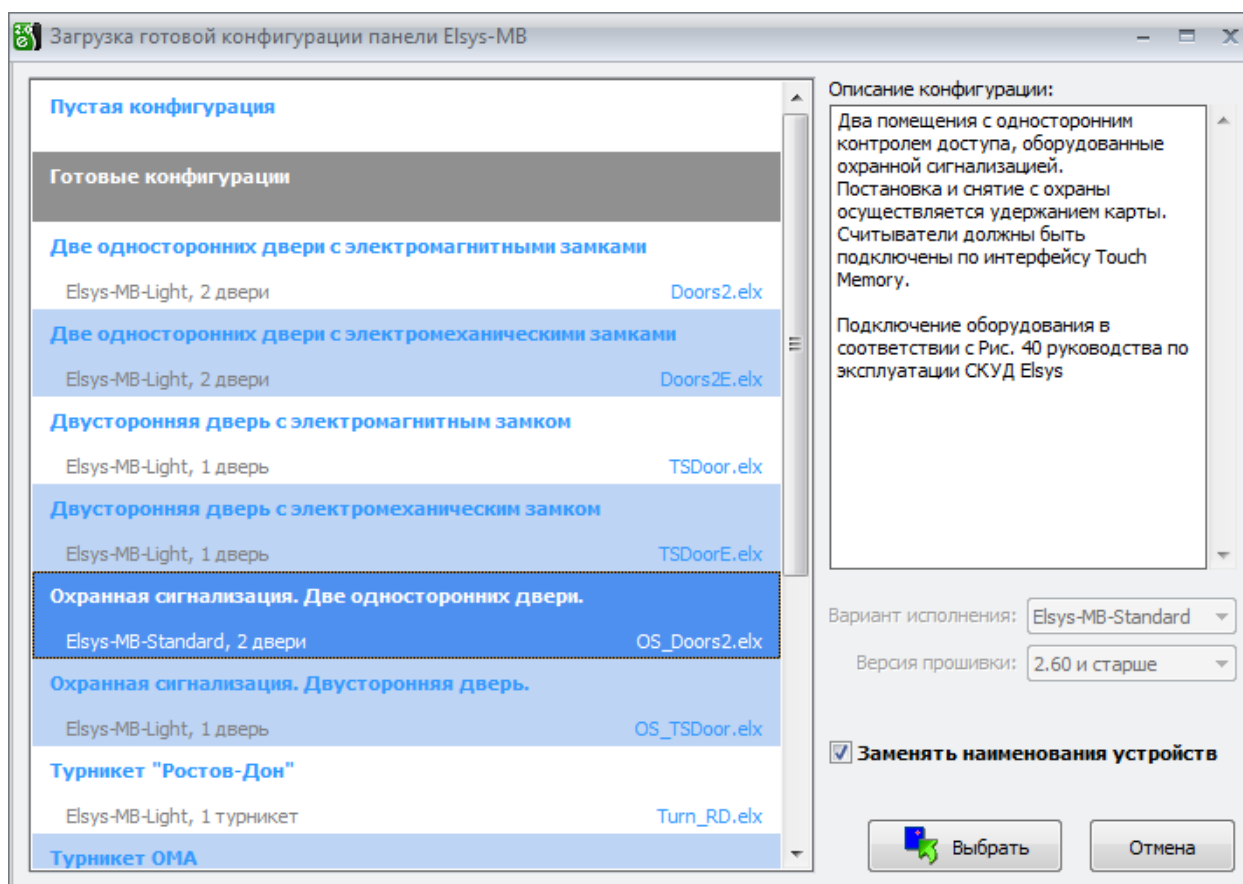 Загрузка готовой конфигурации панели Elsys-MB
Пустая конфигурация
Готовые конфигурации
Две односторонних двери с электромагнитными замками
Elsys-MB-Light, 2 двери Doors2.elx
Две односторонних двери с электромеханическими замками
Elsys-MB-Light, 2 двери Doors2E.elx
Двусторонняя дверь с электромагнитным замком
Elsys-MB-Light, 1 дверь TSDoor.elx
Двусторонняя дверь с электромеханическим замком
Elsys-MB-Light, 1 дверь TSDoorE.elx
Охранная сигнализация. Две односторонних двери.
Elsys-MB-Standard, 2 двери OS_Doors2.elx
Охранная сигнализация. Двусторонняя дверь.
Elsys-MB-Light, 1 дверь OS_TSDoor.elx
Турникет "Ростов-Дон"
Elsys-MB-Light, 1 турникет Turn_RD.elx
Турникет ОМА
Описание конфигурации:
Два помещения с односторонним
контролем доступа, оборудованные
охранной сигнализацией.
Постановка и снятие с охраны
осуществляется удержанием карты.
Считыватели должны быть
подключены по интерфейсу Touch
Memory.
Подключение оборудования в
соответствии с Рис. 40 руководства по
эксплуатации СКУД Elsys
Вариант исполнения: Elsys-MB-Standard
Версия прошивки: 2.60 и старше
Заменять наименования устройств
Выбрать Отмена